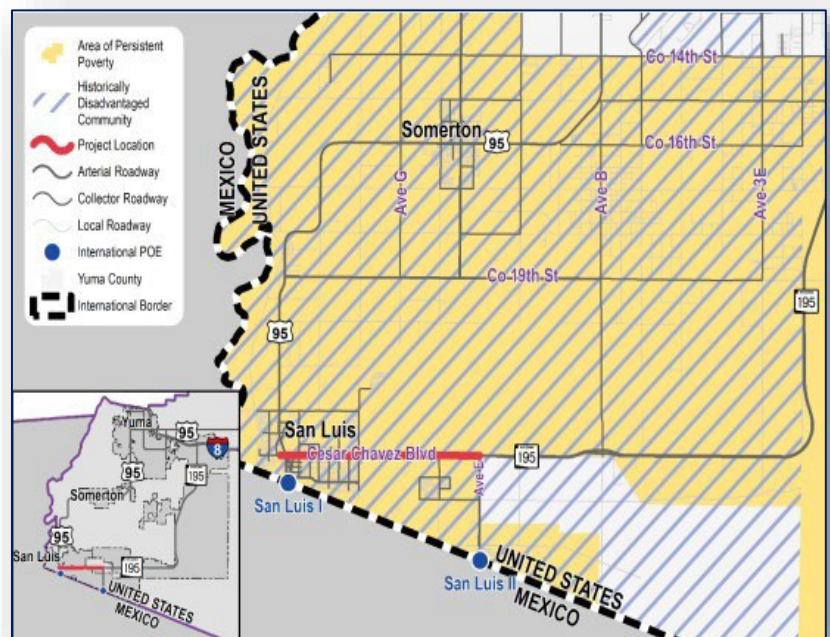 Area of Persistent
Poverty
Historically
Disadvantaged
Community
Project Location
Arterial Roadway
Collector Roadway
Local Roadway
International POE
Yuma County
International Border
MEXICO
UNITED STATES
Co 14th St
Somerton
95
Co 16th St
Ave G
Ave B
Ave 3E
Co 19th St
95
195
San Luis
Cesar Chavez Blvd
195
Ave E
San Luis I
San Luis II
UNITED STATES
MEXICO
Yuma
95
8
95
195
Somerton
95
San Luis
195
UNITED STATES
MEXICO